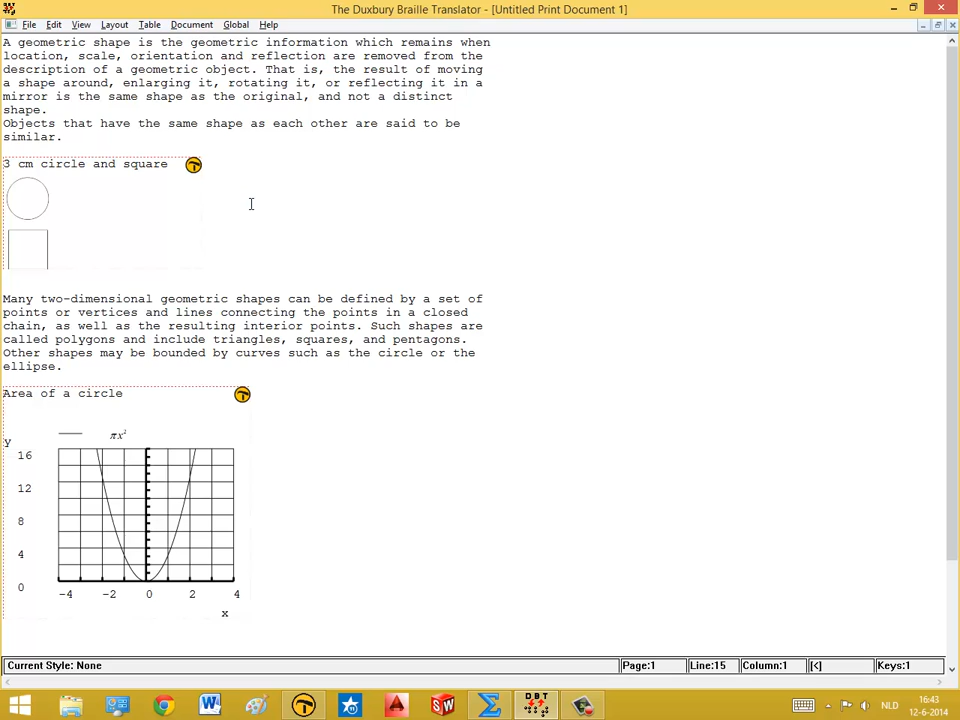 The Duxbury Braille Translator - [Untitled Print Document 1]
File Edit View Layout Table Document Global Help
A geometric shape is the geometric information which remains when
location, scale, orientation and reflection are removed from the
description of a geometric object. That is, the result of moving
a shape around, enlarging it, rotating it, or reflecting it in a
mirror is the same shape as the original, and not a distinct
shape.
Objects that have the same shape as each other are said to be
similar.
3 cm circle and square
Many two-dimensional geometric shapes can be defined by a set of
points or vertices and lines connecting the points in a closed
chain, as well as the resulting interior points. Such shapes are
called polygons and include triangles, squares, and pentagons.
Other shapes may be bounded by curves such as the circle or the
ellipse.
Area of a circle
πx²
y
16
12
8
4
0
-4 -2 0 2 4
x
Current Style: None Page:1 Line:15 Column:1 [<] Keys:1
DBT
NLD
16:43
12-6-2014